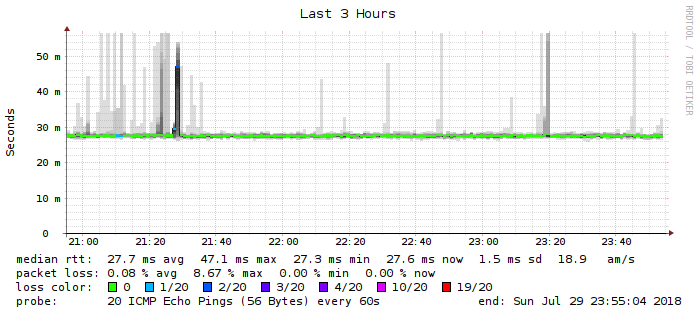 Last 3 Hours
RRDTOOL / TOBI OETIKER
Seconds
50 m
40 m
30 m
20 m
10 m
0
21:00 21:20 21:40 22:00 22:20 22:40 23:00 23:20 23:40
median rtt: 27.7 ms avg 47.1 ms max 27.3 ms min 27.6 ms now 1.5 ms sd 18.9 am/s
packet loss: 0.08 % avg 8.67 % max 0.00 % min 0.00 % now
loss color: 0 1/20 2/20 3/20 4/20 10/20 19/20
probe: 20 ICMP Echo Pings (56 Bytes) every 60s end: Sun Jul 29 23:55:04 2018